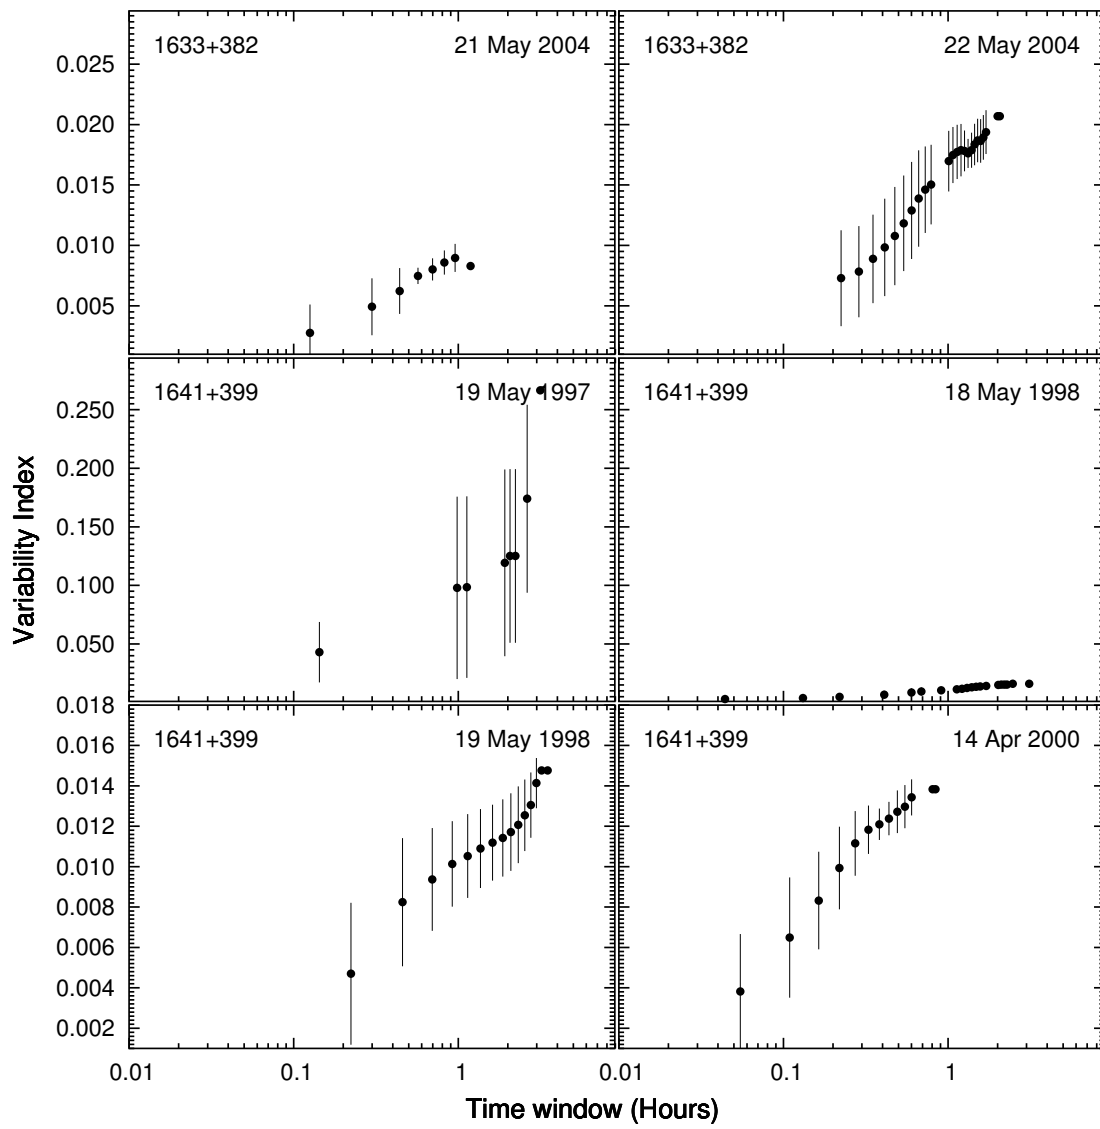 1633+382 21 May 2004
1633+382 22 May 2004
0.025
0.020
0.015
0.010
0.005
1641+399 19 May 1997
1641+399 18 May 1998
0.250
0.200
0.150
0.100
0.050
Variability Index
0.018
1641+399 19 May 1998
1641+399 14 Apr 2000
0.016
0.014
0.012
0.010
0.008
0.006
0.004
0.002
0.01 0.1 1 0.01 0.1 1
Time window (Hours)